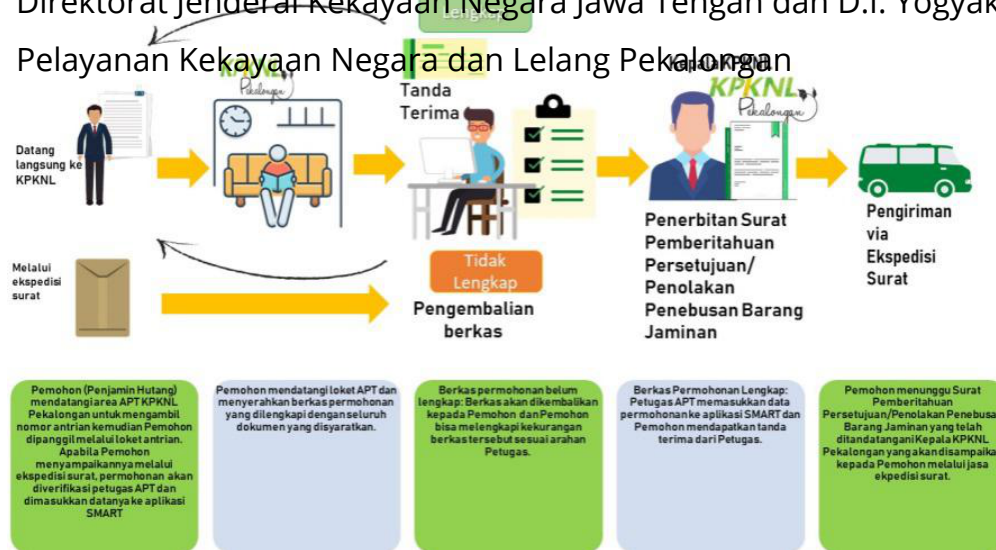 Direktorat Jenderal Kekayaan Negara Jawa Tengah dan D.I. Yogyak
Lengkap
Pelayanan Kekayaan Negara dan Lelang Pekalongan
Kepala KPKNL
KPKNL
Pekalongan
KPKNL
Pekalongan
Tanda
Terima
Datang
langsung ke
KPKNL
Penerbitan Surat
Pemberitahuan
Persetujuan/
Penolakan
Penebusan Barang
Jaminan
Pengiriman
via
Ekspedisi
Surat
Melalui
ekspedisi
surat
Tidak
Lengkap
Pengembalian
berkas
Pemohon (Penjamin Hutang)
mendatangi area APT KPKNL
Pekalongan untuk mengambil
nomor antrian kemudian Pemohon
dipanggil melalui loket antrian.
Apabila Pemohon
menyampaikannya melalui
ekspedisi surat, permohonan akan
diverifikasi petugas APT dan
dimasukkan datanya ke aplikasi
SMART
Pemohon mendatangi loket APT dan
menyerahkan berkas permohonan
yang dilengkapi dengan seluruh
dokumen yang disyaratkan.
Berkas permohonan belum
lengkap: Berkas akan dikembalikan
kepada Pemohon dan Pemohon
bisa melengkapi kekurangan
berkas tersebut sesuai arahan
Petugas.
Berkas Permohonan Lengkap:
Petugas APT memasukkan data
permohonan ke aplikasi SMART dan
Pemohon mendapatkan tanda
terima dari Petugas.
Pemohon menunggu Surat
Pemberitahuan
Persetujuan/Penolakan Penebusa
Barang Jaminan yang telah
ditandatangani Kepala KPKNL
Pekalongan yang akan disampaika
kepada Pemohon melalui jasa
ekpedisi surat.